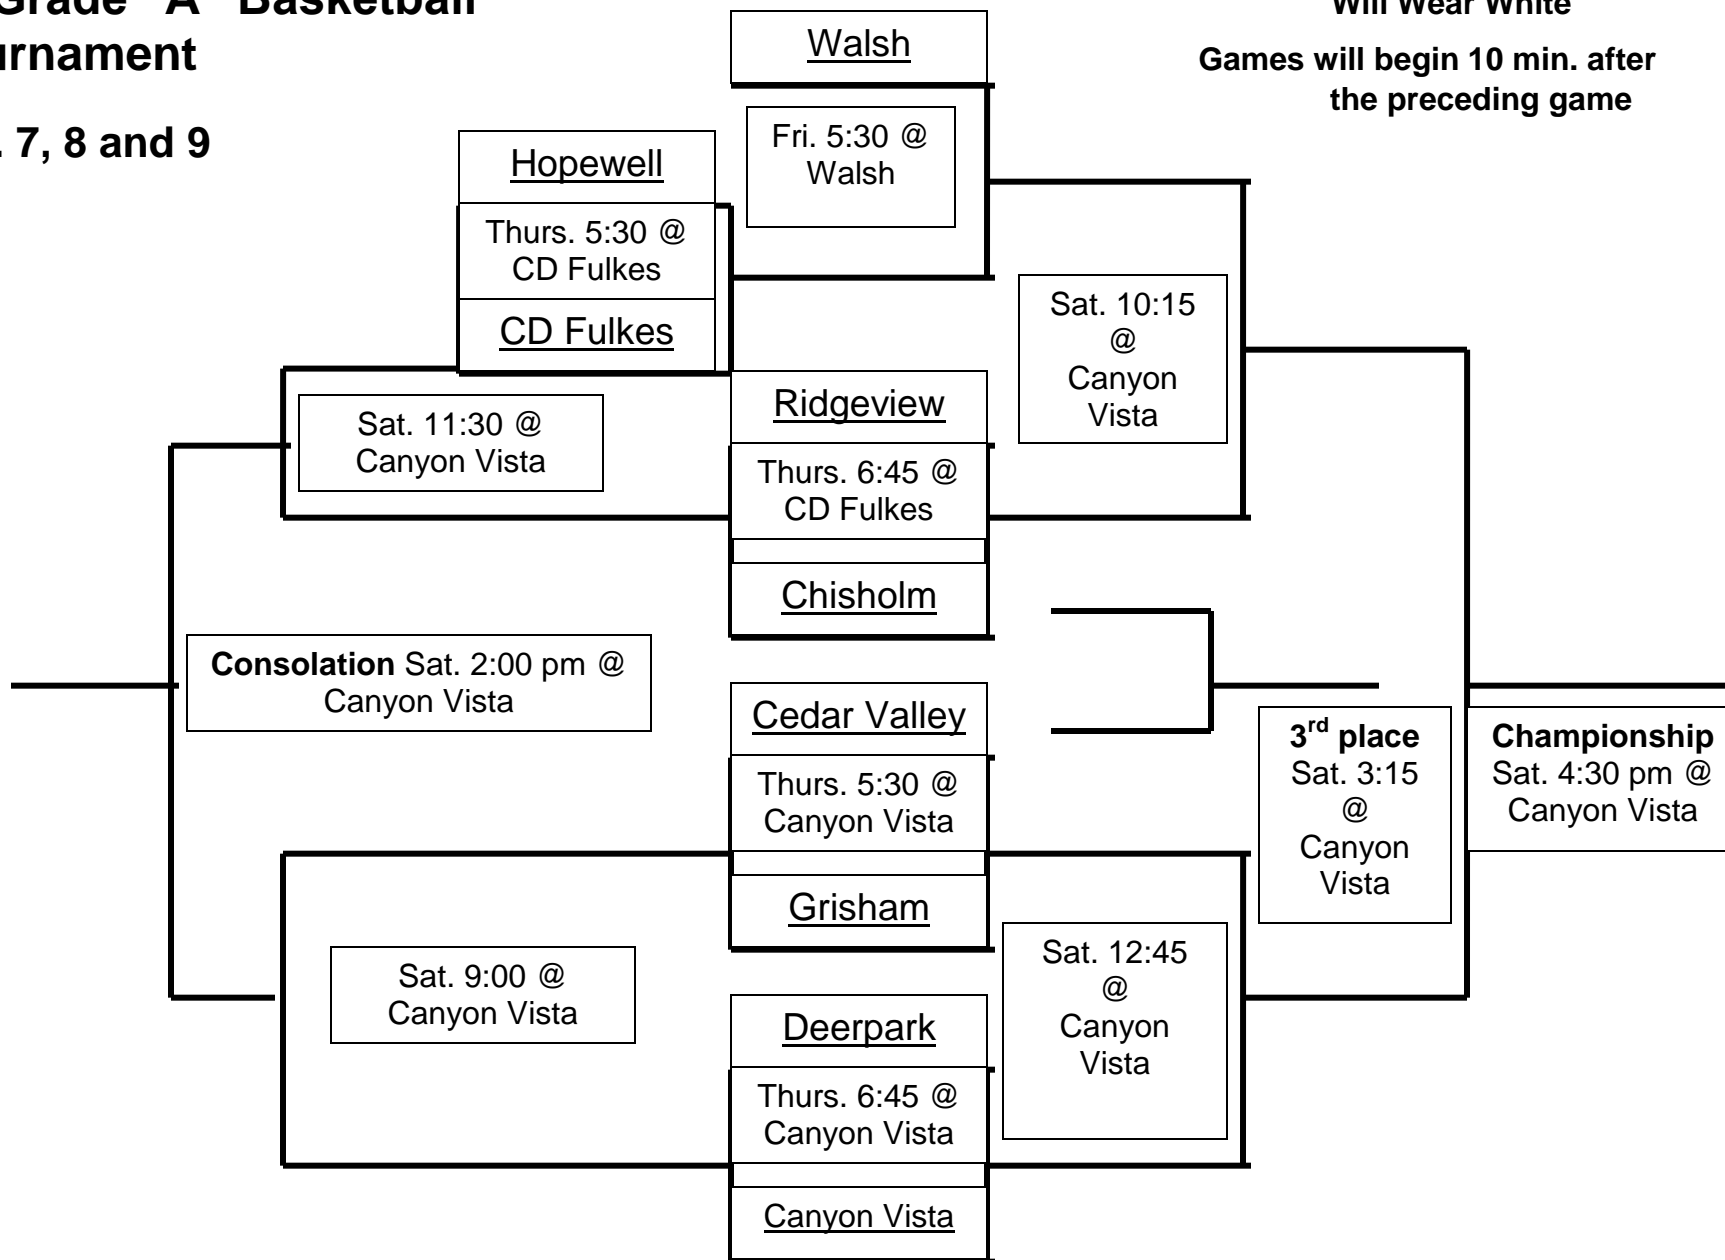 Grade "A" Basketball
urnament
. 7, 8 and 9
Will Wear White
Games will begin 10 min. after
the preceding game
Walsh
Fri. 5:30 @
Walsh
Hopewell
Thurs. 5:30 @
CD Fulkes
CD Fulkes
Sat. 10:15
@
Canyon
Vista
Ridgeview
Thurs. 6:45 @
CD Fulkes
Chisholm
Sat. 11:30 @
Canyon Vista
Consolation Sat. 2:00 pm @
Canyon Vista
Cedar Valley
Thurs. 5:30 @
Canyon Vista
Grisham
3rd place
Sat. 3:15
@
Canyon
Vista
Championship
Sat. 4:30 pm @
Canyon Vista
Sat. 9:00 @
Canyon Vista
Sat. 12:45
@
Canyon
Vista
Deerpark
Thurs. 6:45 @
Canyon Vista
Canyon Vista